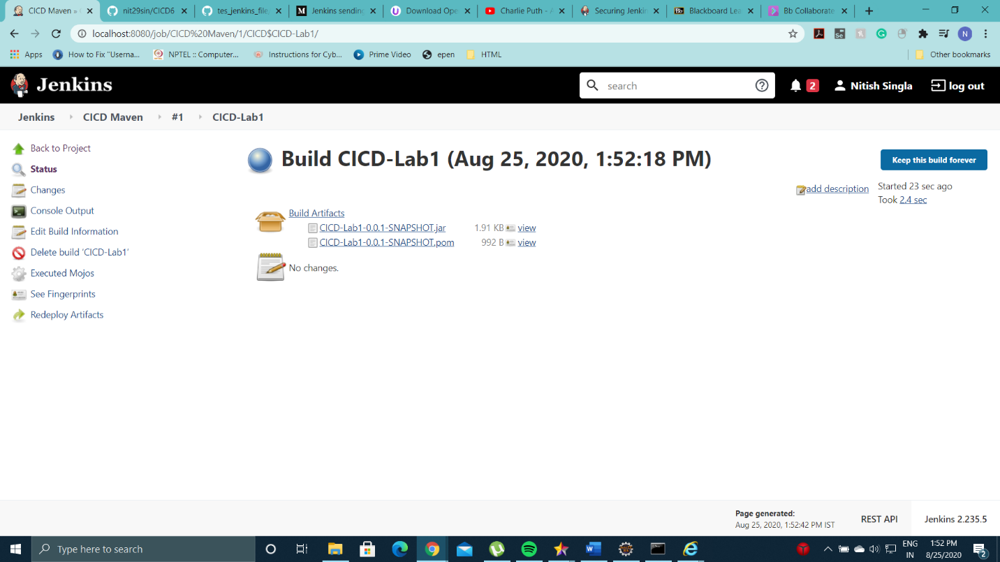 CICD Maven »
nit29sin/CICD6
tes_jenkins_file
Jenkins sending
Download Ope
Charlie Puth - A
Securing Jenkin
Blackboard Lea
Bb Collaborate
localhost:8080/job/CICD%20Maven/1/CICD$CICD-Lab1/
Apps How to Fix "Userna... NPTEL :: Computer... Instructions for Cyb... Prime Video epen HTML Other bookmarks
Jenkins search 2 Nitish Singla log out
Jenkins CICD Maven #1 CICD-Lab1
Back to Project
Status
Changes
Console Output
Edit Build Information
Delete build 'CICD-Lab1'
Executed Mojos
See Fingerprints
Redeploy Artifacts
Build CICD-Lab1 (Aug 25, 2020, 1:52:18 PM)
Keep this build forever
add description
Started 23 sec ago
Took 2.4 sec
Build Artifacts
CICD-Lab1-0.0.1-SNAPSHOT.jar 1.91 KB view
CICD-Lab1-0.0.1-SNAPSHOT.pom 992 B view
No changes.
Page generated:
Aug 25, 2020, 1:52:42 PM IST
REST API
Jenkins 2.235.5
Type here to search
ENG
IN
1:52 PM
8/25/2020
2